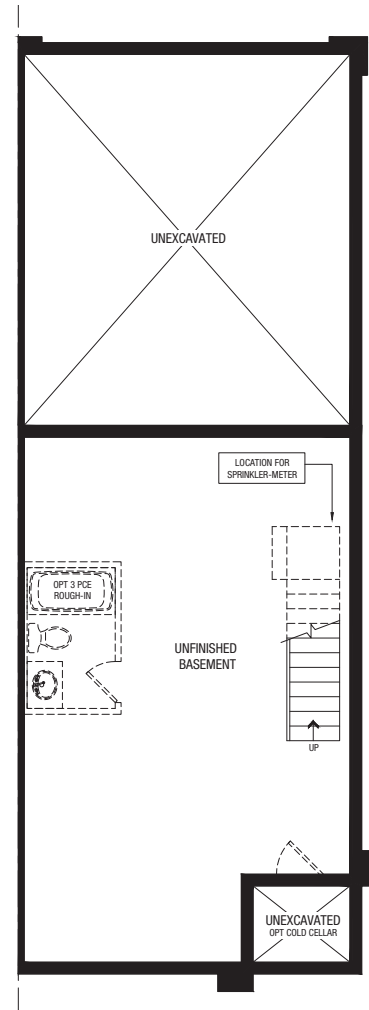 UNEXCAVATED
LOCATION FOR
SPRINKLER-METER
OPT 3 PCE
ROUGH-IN
UNFINISHED
BASEMENT
UP
UNEXCAVATED
OPT COLD CELLAR